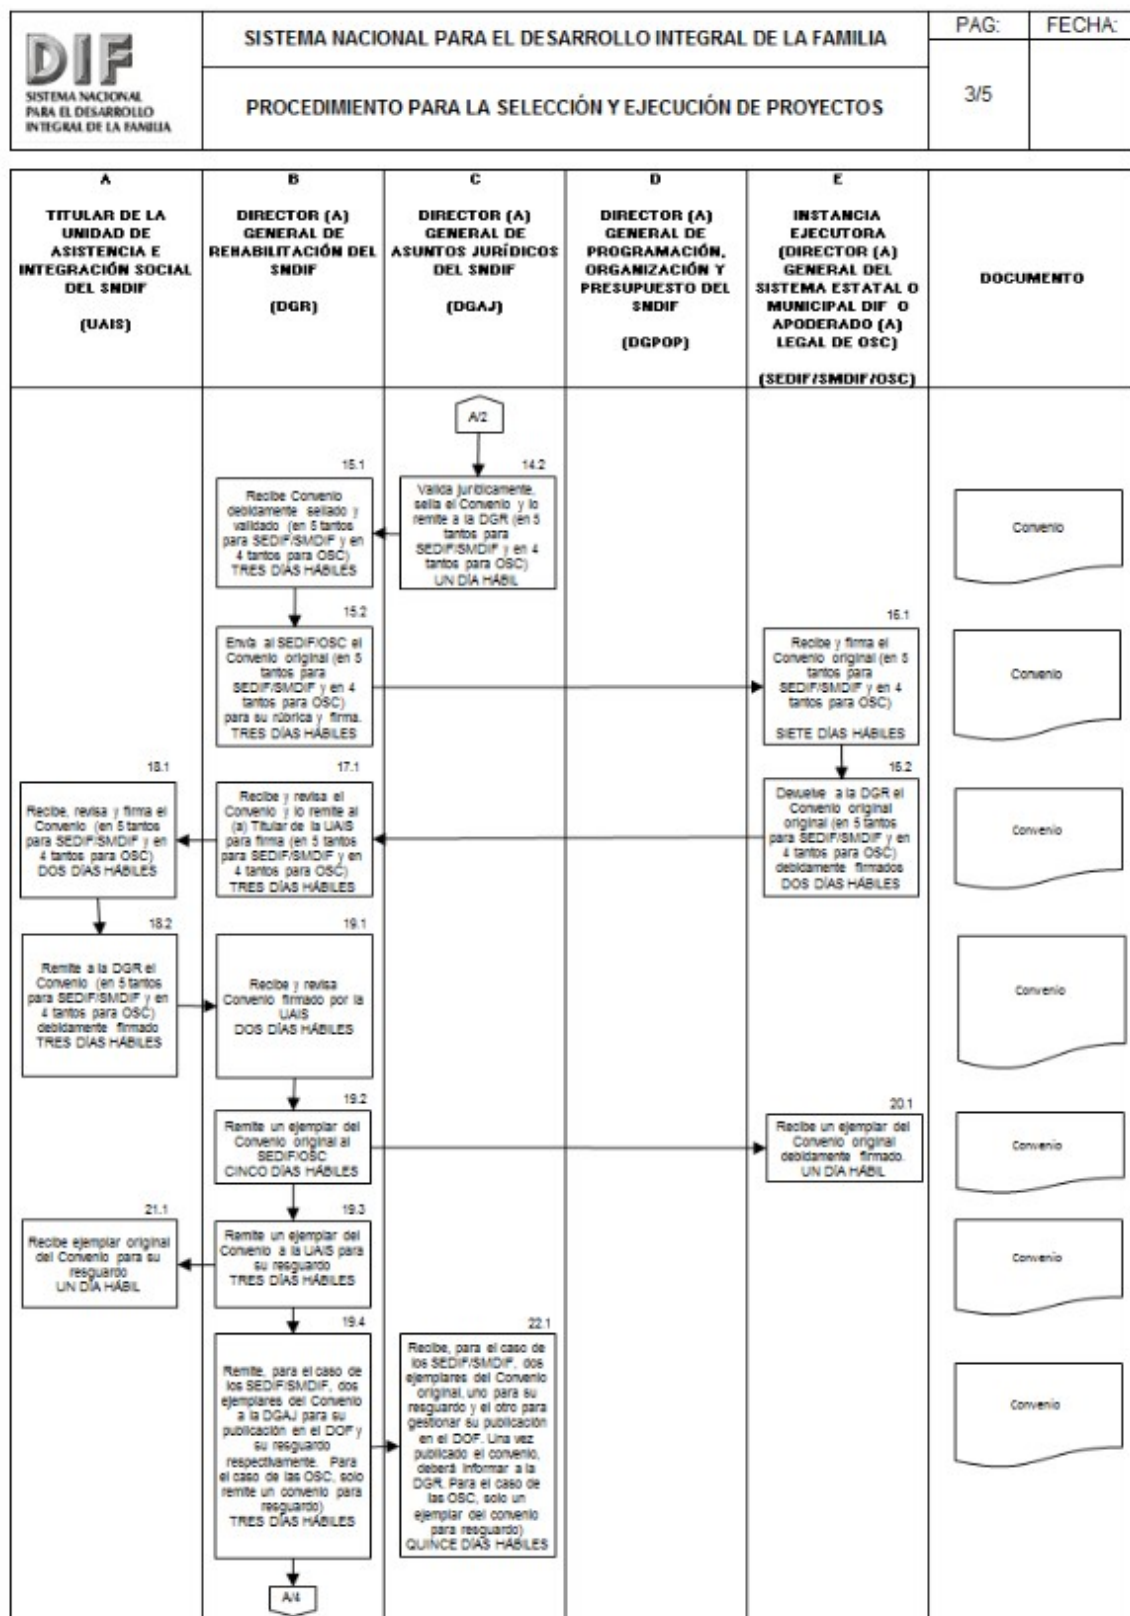 DIF
SISTEMA NACIONAL
PARA EL DESARROLLO
INTEGRAL DE LA FAMILIA
SISTEMA NACIONAL PARA EL DESARROLLO INTEGRAL DE LA FAMILIA
PROCEDIMIENTO PARA LA SELECCIÓN Y EJECUCIÓN DE PROYECTOS
PAG:
FECHA:
3/5
A
TITULAR DE LA
UNIDAD DE
ASISTENCIA E
INTEGRACIÓN SOCIAL
DEL SNDIF
(UAIS)
B
DIRECTOR (A)
GENERAL DE
REHABILITACIÓN DEL
SNDIF
(DGR)
C
DIRECTOR (A)
GENERAL DE
ASUNTOS JURÍDICOS
DEL SNDIF
(DGAJ)
D
DIRECTOR (A)
GENERAL DE
PROGRAMACIÓN,
ORGANIZACIÓN Y
PRESUPUESTO DEL
SNDIF
(DGPOP)
E
INSTANCIA
EJECUTORA
(DIRECTOR (A)
GENERAL DEL
SISTEMA ESTATAL O
MUNICIPAL DIF O
APODERADO (A)
LEGAL DE OSC)
(SEDIF/SMDIF/OSC)
DOCUMENTO
A/2
14.2
Valida jurídicamente,
sella el Convenio y lo
remite a la DGR (en 5
tantos para
SEDIF/SMDIF y en 4
tantos para OSC)
UN DÍA HÁBIL
15.1
Recibe Convenio
debidamente sellado y
validado (en 5 tantos
para SEDIF/SMDIF y en
4 tantos para OSC)
TRES DÍAS HÁBILES
Convenio
15.2
Envía al SEDIF/OSC el
Convenio original (en 5
tantos para
SEDIF/SMDIF y en 4
tantos para OSC)
para su rúbrica y firma.
TRES DÍAS HÁBILES
16.1
Recibe y firma el
Convenio original (en 5
tantos para
SEDIF/SMDIF y en 4
tantos para OSC)
SIETE DÍAS HÁBILES
Convenio
16.2
Devuelve a la DGR el
Convenio original
original (en 5 tantos
para SEDIF/SMDIF y en
4 tantos para OSC)
debidamente firmados
DOS DÍAS HÁBILES
17.1
Recibe y revisa el
Convenio y lo remite al
(a) Titular de la UAIS
para firma (en 5 tantos
para SEDIF/SMDIF y en
4 tantos para OSC)
TRES DÍAS HÁBILES
18.1
Recibe, revisa y firma el
Convenio (en 5 tantos
para SEDIF/SMDIF y en
4 tantos para OSC)
DOS DÍAS HÁBILES
Convenio
18.2
Remite a la DGR el
Convenio (en 5 tantos
para SEDIF/SMDIF y en
4 tantos para OSC)
debidamente firmado
TRES DÍAS HÁBILES
19.1
Recibe y revisa
Convenio firmado por la
UAIS
DOS DÍAS HÁBILES
Convenio
19.2
Remite un ejemplar del
Convenio original al
SEDIF/OSC
CINCO DÍAS HÁBILES
20.1
Recibe un ejemplar del
Convenio original
debidamente firmado.
UN DÍA HÁBIL
Convenio
19.3
Remite un ejemplar del
Convenio a la UAIS para
su resguardo
TRES DÍAS HÁBILES
21.1
Recibe ejemplar original
del Convenio para su
resguardo
UN DÍA HÁBIL
Convenio
19.4
Remite, para el caso de
los SEDIF/SMDIF, dos
ejemplares del Convenio
a la DGAJ para su
publicación en el DOF y
su resguardo
respectivamente. Para
el caso de las OSC, solo
remite un convenio para
resguardo)
TRES DÍAS HÁBILES
22.1
Recibe, para el caso de
los SEDIF/SMDIF, dos
ejemplares del Convenio
original, uno para su
resguardo y el otro para
gestionar su publicación
en el DOF. Una vez
publicado el convenio,
deberá informar a la
DGR. Para el caso de
las OSC, solo un
ejemplar del convenio
para resguardo)
QUINCE DÍAS HÁBILES
Convenio
A/4